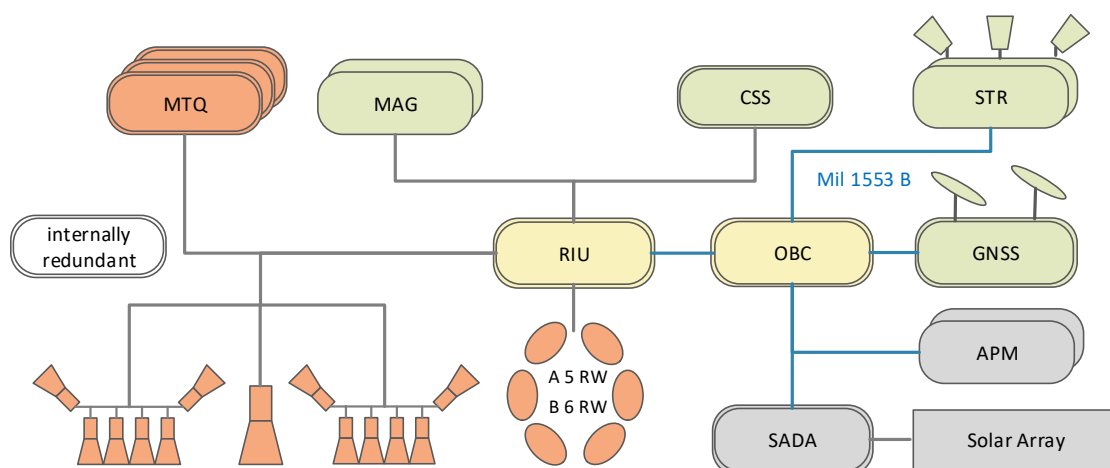 MTQ
MAG
CSS
STR
Mil 1553 B
internally
redundant
RIU
OBC
GNSS
A 5 RW
B 6 RW
APM
SADA
Solar Array